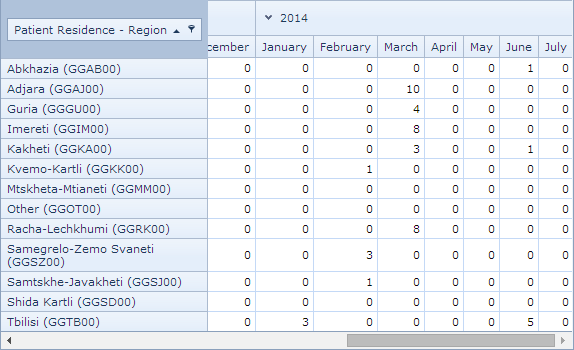 2014
Patient Residence - Region
cember January February March April May June July
Abkhazia (GGAB00) 0 0 0 0 0 0 1 0
Adjara (GGAJ00) 0 0 0 10 0 0 0 0
Guria (GGGU00) 0 0 0 4 0 0 0 0
Imereti (GGIM00) 0 0 0 8 0 0 0 0
Kakheti (GGKA00) 0 0 0 3 0 0 1 0
Kvemo-Kartli (GGKK00) 0 0 1 0 0 0 0 0
Mtskheta-Mtianeti (GGMM00) 0 0 0 0 0 0 0 0
Other (GGOT00) 0 0 0 0 0 0 0 0
Racha-Lechkhumi (GGRK00) 0 0 0 8 0 0 0 0
Samegrelo-Zemo Svaneti
(GGSZ00) 0 0 3 0 0 0 0 0
Samtskhe-Javakheti (GGSJ00) 0 0 1 0 0 0 0 0
Shida Kartli (GGSD00) 0 0 0 0 0 0 0 0
Tbilisi (GGTB00) 0 3 0 0 0 0 5 0